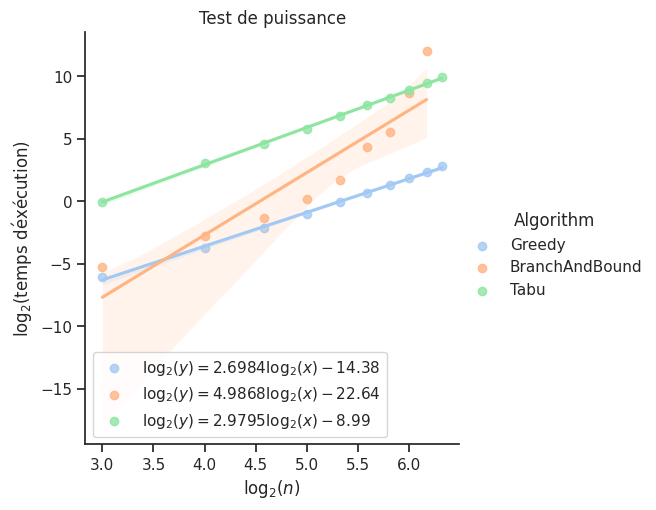 Test de puissance
log₂(temps déxécution)
10
5
0
−5
−10
−15
log₂(y) = 2.6984log₂(x) − 14.38
log₂(y) = 4.9868log₂(x) − 22.64
log₂(y) = 2.9795log₂(x) − 8.99
3.0 3.5 4.0 4.5 5.0 5.5 6.0
log₂(n)
Algorithm
Greedy
BranchAndBound
Tabu